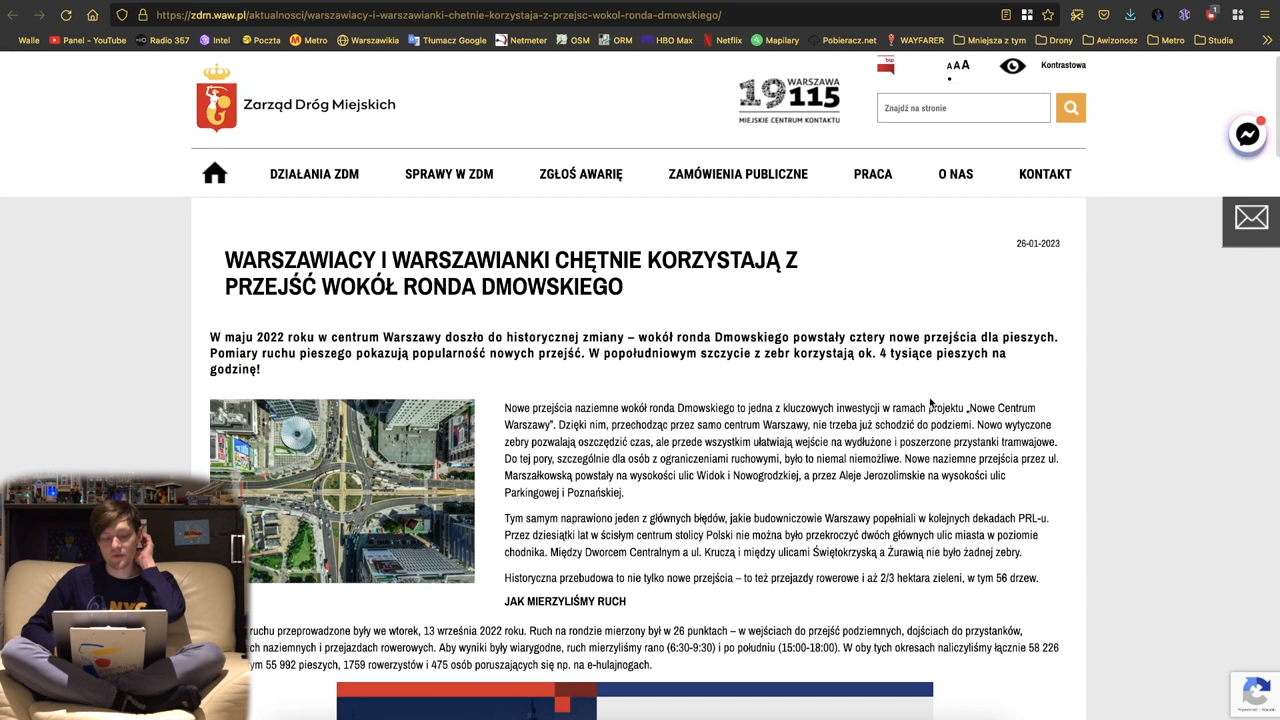 https://zdm.waw.pl/aktualnosci/warszawiacy-i-warszawianki-chetnie-korzystaja-z-przejsc-wokol-ronda-dmowskiego/
Walle Panel - YouTube Radio 357 Intel Poczta Metro Warszawikia Tłumacz Google Netmeter OSM ORM HBO Max Netflix Mapilary Pobieracz.net WAYFARER Mniejsza z tym Drony Awizonosz Metro Studia
bip
A A A
Kontrastowa
Zarząd Dróg Miejskich
19115 WARSZAWA
MIEJSKIE CENTRUM KONTAKTU
Znajdź na stronie
DZIAŁANIA ZDM SPRAWY W ZDM ZGŁOŚ AWARIĘ ZAMÓWIENIA PUBLICZNE PRACA O NAS KONTAKT
26-01-2023
WARSZAWIACY I WARSZAWIANKI CHĘTNIE KORZYSTAJĄ Z
PRZEJŚĆ WOKÓŁ RONDA DMOWSKIEGO
W maju 2022 roku w centrum Warszawy doszło do historycznej zmiany – wokół ronda Dmowskiego powstały cztery nowe przejścia dla pieszych.
Pomiary ruchu pieszego pokazują popularność nowych przejść. W popołudniowym szczycie z zebr korzystają ok. 4 tysiące pieszych na
godzinę!
Nowe przejścia naziemne wokół ronda Dmowskiego to jedna z kluczowych inwestycji w ramach projektu „Nowe Centrum
Warszawy”. Dzięki nim, przechodząc przez samo centrum Warszawy, nie trzeba już schodzić do podziemi. Nowo wytyczone
zebry pozwalają oszczędzić czas, ale przede wszystkim ułatwiają wejście na wydłużone i poszerzone przystanki tramwajowe.
Do tej pory, szczególnie dla osób z ograniczeniami ruchowymi, było to niemal niemożliwe. Nowe naziemne przejścia przez ul.
Marszałkowską powstały na wysokości ulic Widok i Nowogrodzkiej, a przez Aleje Jerozolimskie na wysokości ulic
Parkingowej i Poznańskiej.
Tym samym naprawiono jeden z głównych błędów, jakie budowniczowie Warszawy popełniali w kolejnych dekadach PRL-u.
Przez dziesiątki lat w ścisłym centrum stolicy Polski nie można było przekroczyć dwóch głównych ulic miasta w poziomie
chodnika. Między Dworcem Centralnym a ul. Kruczą i między ulicami Świętokrzyską a Żurawią nie było żadnej zebry.
Historyczna przebudowa to nie tylko nowe przejścia – to też przejazdy rowerowe i aż 2/3 hektara zieleni, w tym 56 drzew.
JAK MIERZYLIŚMY RUCH
ruchu przeprowadzone były we wtorek, 13 września 2022 roku. Ruch na rondzie mierzony był w 26 punktach – w wejściach do przejść podziemnych, dojściach do przystanków,
ch naziemnych i przejazdach rowerowych. Aby wyniki były wiarygodne, ruch mierzyliśmy rano (6:30-9:30) i po południu (15:00-18:00). W oby tych okresach naliczyliśmy łącznie 58 226
ym 55 992 pieszych, 1759 rowerzystów i 475 osób poruszających się np. na e-hulajnogach.
NYC